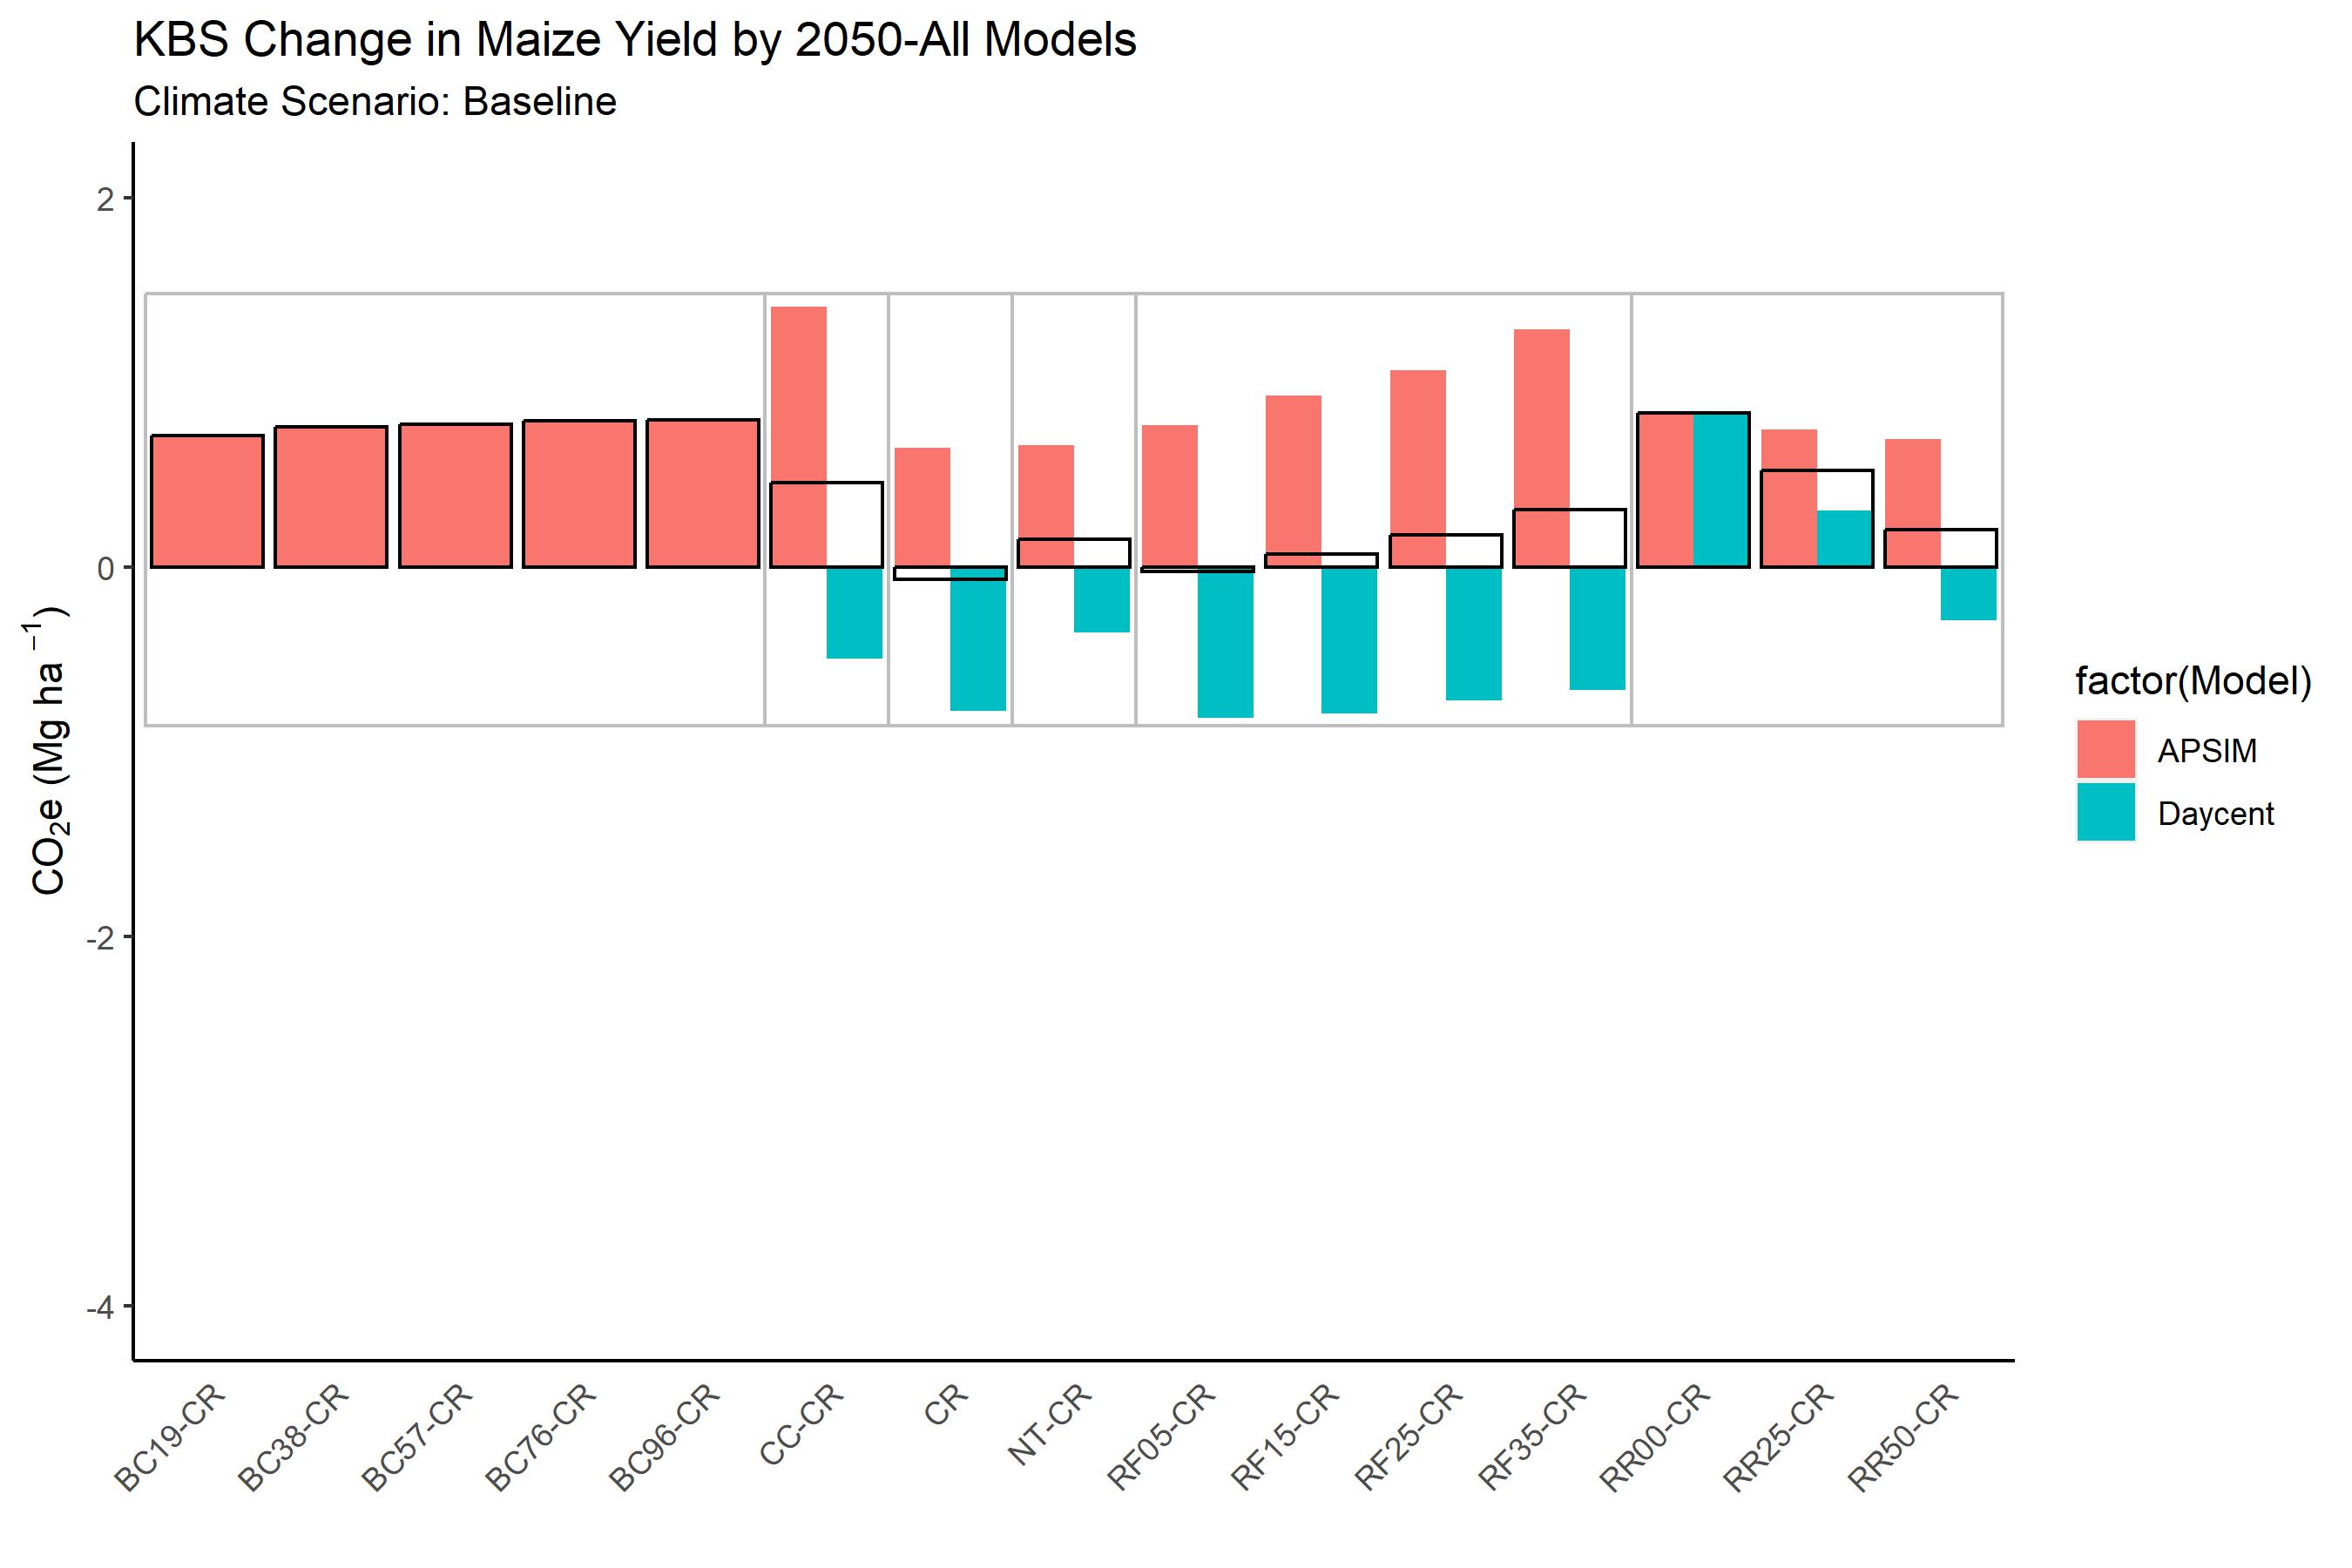 KBS Change in Maize Yield by 2050-All Models
Climate Scenario: Baseline
CO₂e (Mg ha ⁻¹)
2
0
-2
-4
BC19-CR
BC38-CR
BC57-CR
BC76-CR
BC96-CR
CC-CR
CR
NT-CR
RF05-CR
RF15-CR
RF25-CR
RF35-CR
RR00-CR
RR25-CR
RR50-CR
factor(Model)
APSIM
Daycent